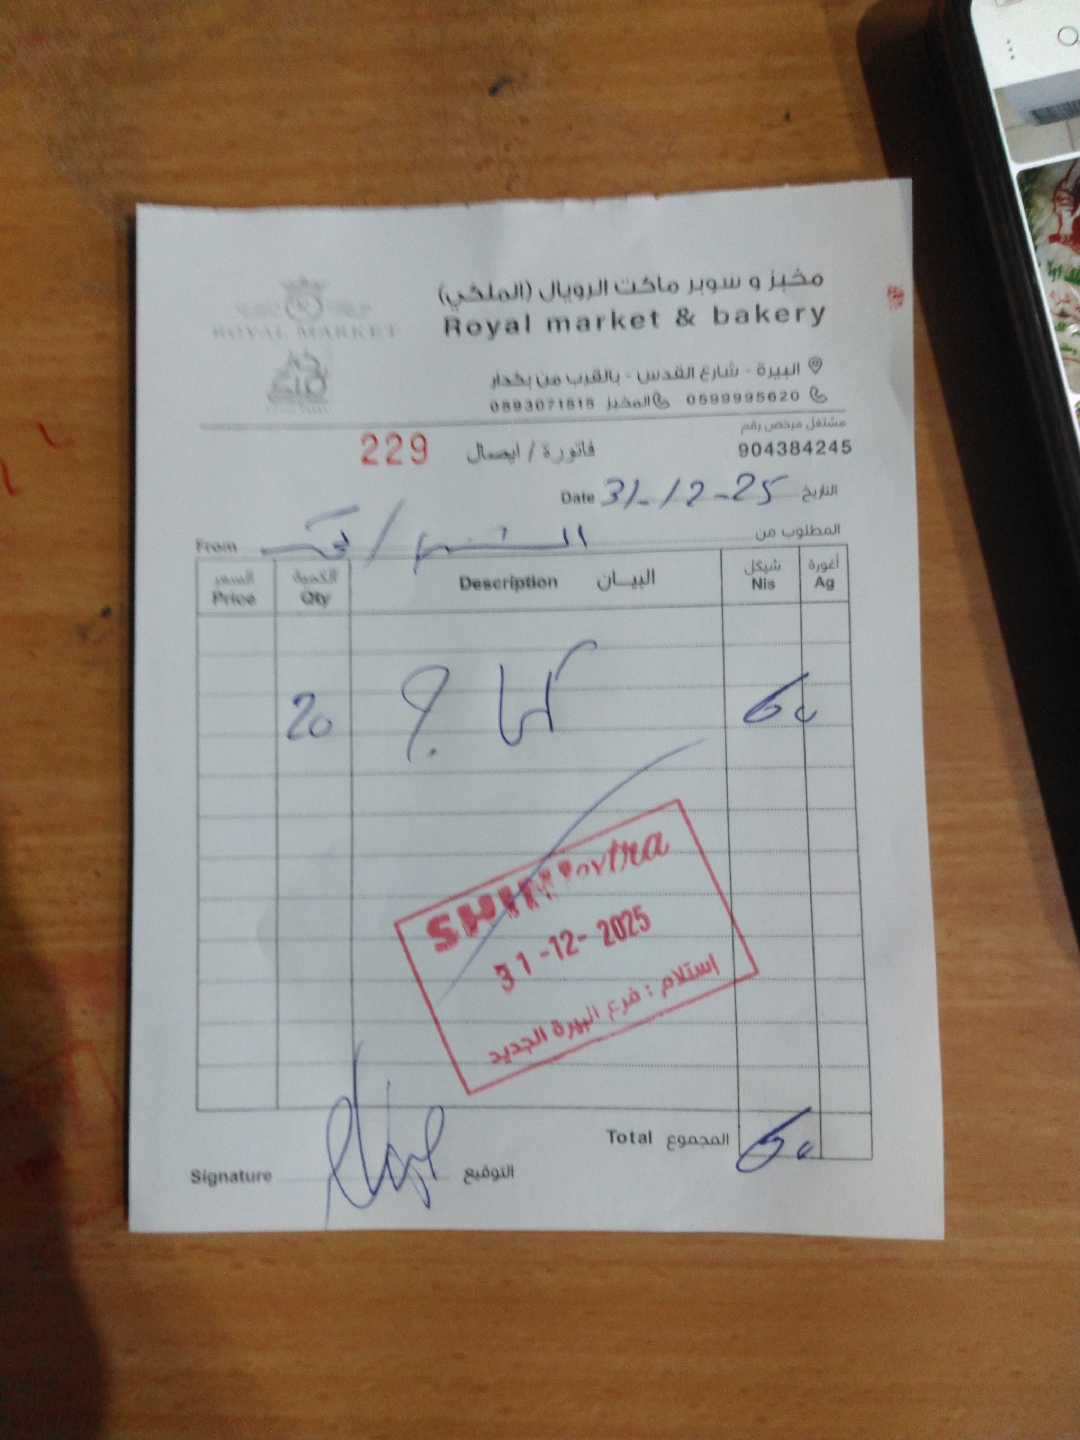 مخبز و سوبر ماكت الرويال (الملكي)
ROYAL MARKET
Royal market & bakery
البيرة - شارع القدس - بالقرب من بكدار
0599995620 المخبز 0593071515
مشتغل مرخص رقم
904384245
فاتورة / ايصال 229
التاريخ 31-12-25 Date
المطلوب من From
السعر Price الكمية Qty Description البيان شيكل Nis أغورة Ag
20 60
SHINI extra
31-12-2025
استلام : فرع البيرة الجديد
Total المجموع 60
Signature التوقيع